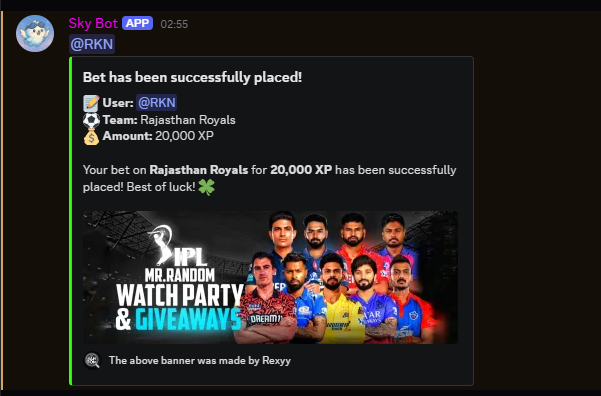 Sky Bot APP 02:55
@RKN
Bet has been successfully placed!
User: @RKN
Team: Rajasthan Royals
Amount: 20,000 XP
Your bet on Rajasthan Royals for 20,000 XP has been successfully
placed! Best of luck!
IPL
MR.RANDOM
WATCH PARTY
& GIVEAWAYS
DREAM11
The above banner was made by Rexyy